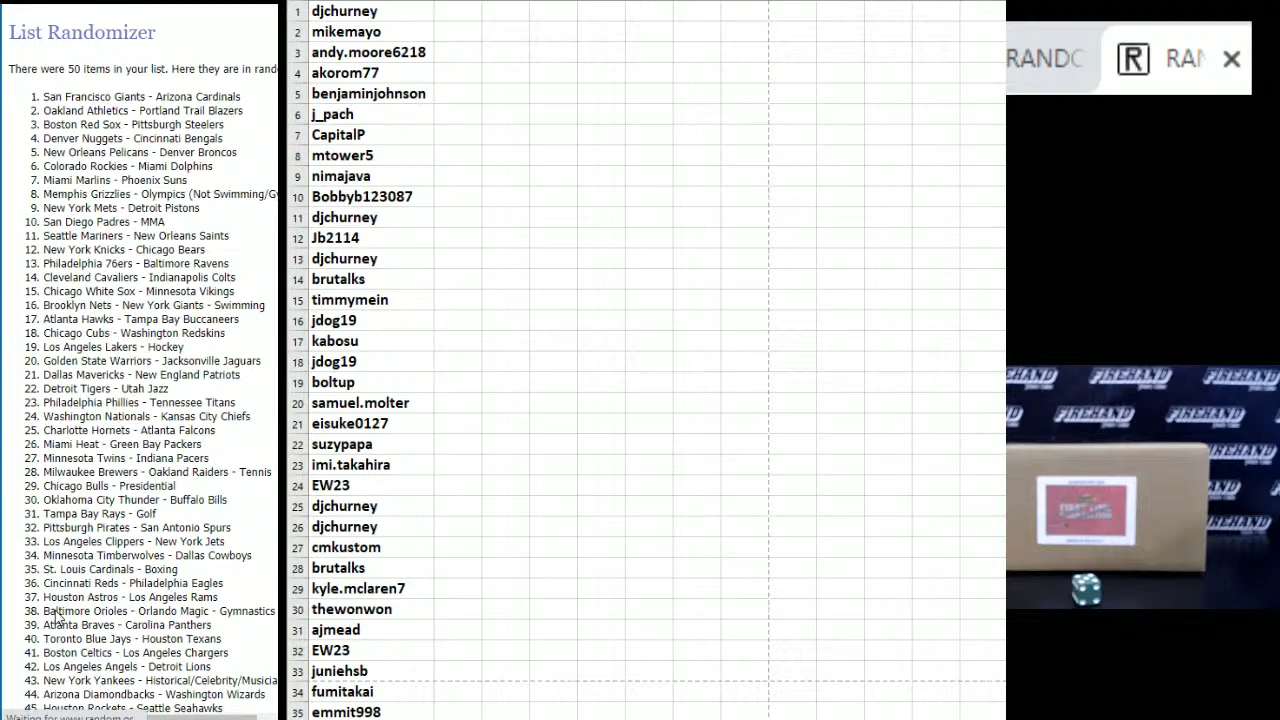 List Randomizer
There were 50 items in your list. Here they are in rand
1. San Francisco Giants - Arizona Cardinals
2. Oakland Athletics - Portland Trail Blazers
3. Boston Red Sox - Pittsburgh Steelers
4. Denver Nuggets - Cincinnati Bengals
5. New Orleans Pelicans - Denver Broncos
6. Colorado Rockies - Miami Dolphins
7. Miami Marlins - Phoenix Suns
8. Memphis Grizzlies - Olympics (Not Swimming/Gy
9. New York Mets - Detroit Pistons
10. San Diego Padres - MMA
11. Seattle Mariners - New Orleans Saints
12. New York Knicks - Chicago Bears
13. Philadelphia 76ers - Baltimore Ravens
14. Cleveland Cavaliers - Indianapolis Colts
15. Chicago White Sox - Minnesota Vikings
16. Brooklyn Nets - New York Giants - Swimming
17. Atlanta Hawks - Tampa Bay Buccaneers
18. Chicago Cubs - Washington Redskins
19. Los Angeles Lakers - Hockey
20. Golden State Warriors - Jacksonville Jaguars
21. Dallas Mavericks - New England Patriots
22. Detroit Tigers - Utah Jazz
23. Philadelphia Phillies - Tennessee Titans
24. Washington Nationals - Kansas City Chiefs
25. Charlotte Hornets - Atlanta Falcons
26. Miami Heat - Green Bay Packers
27. Minnesota Twins - Indiana Pacers
28. Milwaukee Brewers - Oakland Raiders - Tennis
29. Chicago Bulls - Presidential
30. Oklahoma City Thunder - Buffalo Bills
31. Tampa Bay Rays - Golf
32. Pittsburgh Pirates - San Antonio Spurs
33. Los Angeles Clippers - New York Jets
34. Minnesota Timberwolves - Dallas Cowboys
35. St. Louis Cardinals - Boxing
36. Cincinnati Reds - Philadelphia Eagles
37. Houston Astros - Los Angeles Rams
38. Baltimore Orioles - Orlando Magic - Gymnastics
39. Atlanta Braves - Carolina Panthers
40. Toronto Blue Jays - Houston Texans
41. Boston Celtics - Los Angeles Chargers
42. Los Angeles Angels - Detroit Lions
43. New York Yankees - Historical/Celebrity/Musicia
44. Arizona Diamondbacks - Washington Wizards
45. Houston Rockets - Seattle Seahawks
Waiting for www.random.or
1 djchurney
2 mikemayo
3 andy.moore6218
4 akorom77
5 benjaminjohnson
6 j_pach
7 CapitalP
8 mtower5
9 nimajava
10 Bobbyb123087
11 djchurney
12 Jb2114
13 djchurney
14 brutalks
15 timmymein
16 jdog19
17 kabosu
18 jdog19
19 boltup
20 samuel.molter
21 eisuke0127
22 suzypapa
23 imi.takahira
24 EW23
25 djchurney
26 djchurney
27 cmkustom
28 brutalks
29 kyle.mclaren7
30 thewonwon
31 ajmead
32 EW23
33 juniehsb
34 fumitakai
35 emmit998
RANDO
R RAN
FIREHAND
FIREHAND
FIREHAND
FIREHAND